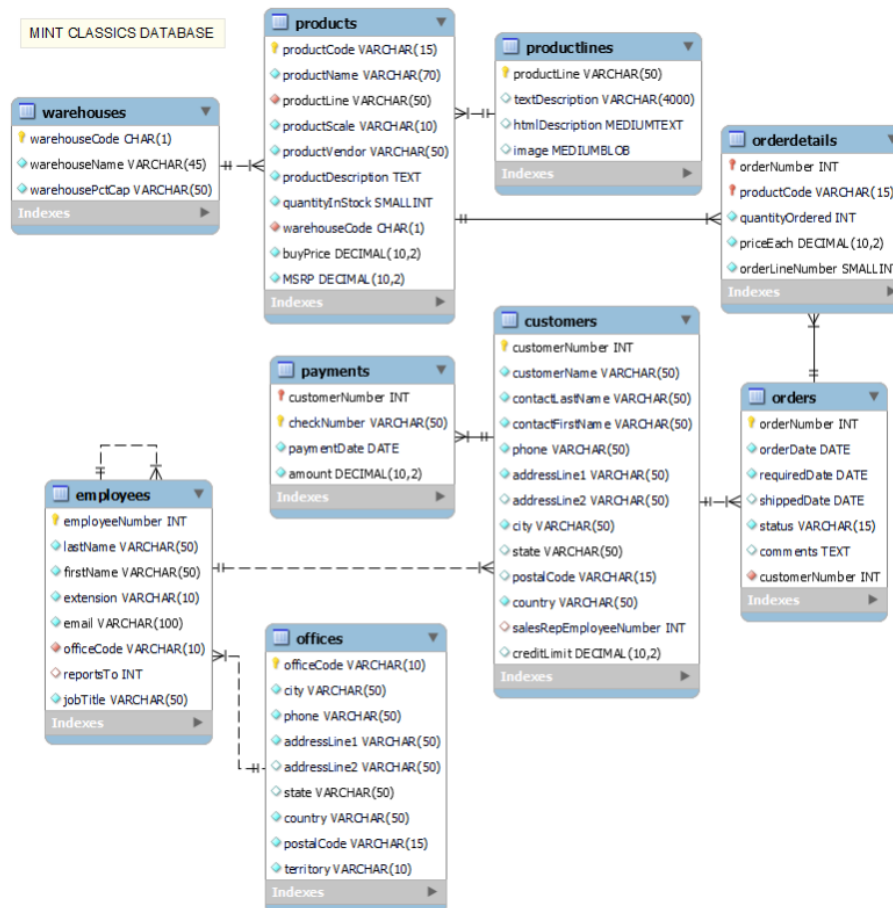 MINT CLASSICS DATABASE
products
productCode VARCHAR(15)
productName VARCHAR(70)
productLine VARCHAR(50)
productScale VARCHAR(10)
productVendor VARCHAR(50)
productDescription TEXT
quantityInStock SMALLINT
warehouseCode CHAR(1)
buyPrice DECIMAL(10,2)
MSRP DECIMAL(10,2)
Indexes
productlines
productLine VARCHAR(50)
textDescription VARCHAR(4000)
htmlDescription MEDIUMTEXT
image MEDIUMBLOB
Indexes
warehouses
warehouseCode CHAR(1)
warehouseName VARCHAR(45)
warehousePctCap VARCHAR(50)
Indexes
orderdetails
orderNumber INT
productCode VARCHAR(15)
quantityOrdered INT
priceEach DECIMAL(10,2)
orderLineNumber SMALLINT
Indexes
customers
customerNumber INT
customerName VARCHAR(50)
contactLastName VARCHAR(50)
contactFirstName VARCHAR(50)
phone VARCHAR(50)
addressLine1 VARCHAR(50)
addressLine2 VARCHAR(50)
city VARCHAR(50)
state VARCHAR(50)
postalCode VARCHAR(15)
country VARCHAR(50)
salesRepEmployeeNumber INT
creditLimit DECIMAL(10,2)
Indexes
payments
customerNumber INT
checkNumber VARCHAR(50)
paymentDate DATE
amount DECIMAL(10,2)
Indexes
orders
orderNumber INT
orderDate DATE
requiredDate DATE
shippedDate DATE
status VARCHAR(15)
comments TEXT
customerNumber INT
Indexes
employees
employeeNumber INT
lastName VARCHAR(50)
firstName VARCHAR(50)
extension VARCHAR(10)
email VARCHAR(100)
officeCode VARCHAR(10)
reportsTo INT
jobTitle VARCHAR(50)
Indexes
offices
officeCode VARCHAR(10)
city VARCHAR(50)
phone VARCHAR(50)
addressLine1 VARCHAR(50)
addressLine2 VARCHAR(50)
state VARCHAR(50)
country VARCHAR(50)
postalCode VARCHAR(15)
territory VARCHAR(10)
Indexes